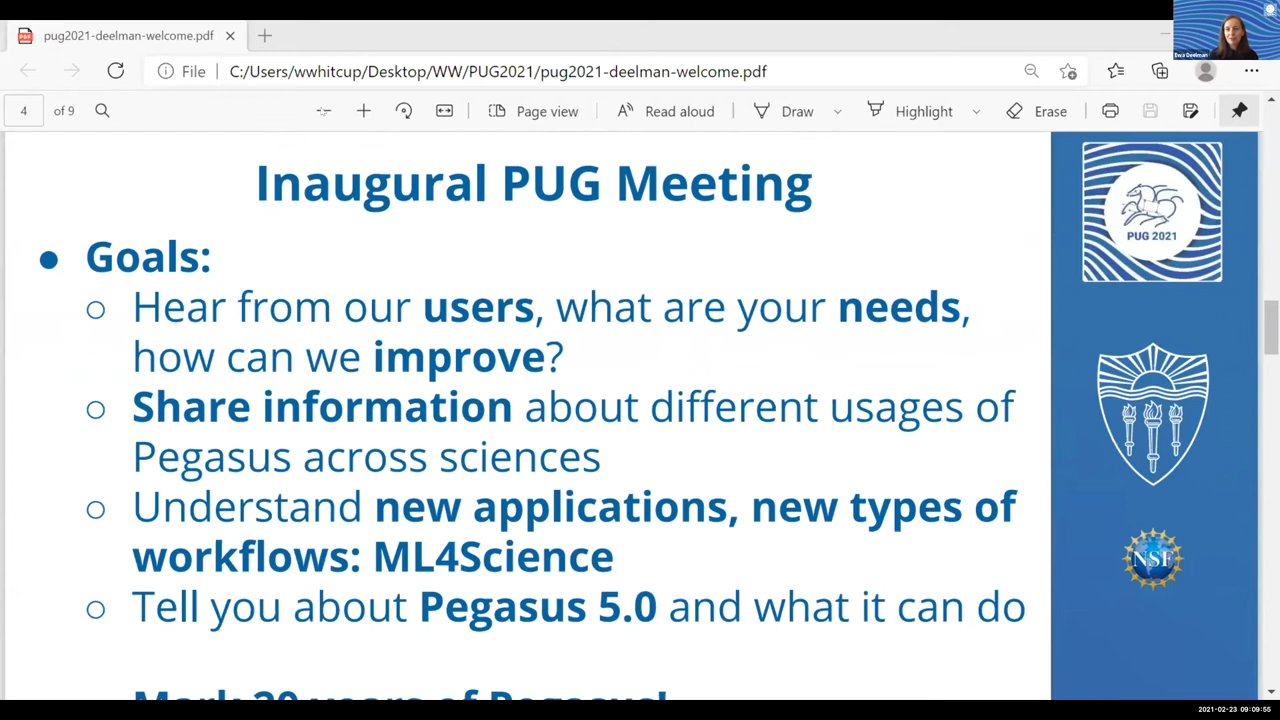 pug2021-deelman-welcome.pdf
File
C:/Users/wwhitcup/Desktop/WW/PUG2021/pug2021-deelman-welcome.pdf
Ewa Deelman
4 of 9
Page view
Read aloud
Draw
Highlight
Erase
Inaugural PUG Meeting
● Goals:
○ Hear from our users, what are your needs,
how can we improve?
○ Share information about different usages of
Pegasus across sciences
○ Understand new applications, new types of
workflows: ML4Science
○ Tell you about Pegasus 5.0 and what it can do
Mark 20 years of Pegasus!
PUG 2021
NSF
2021-02-23 09:09:55